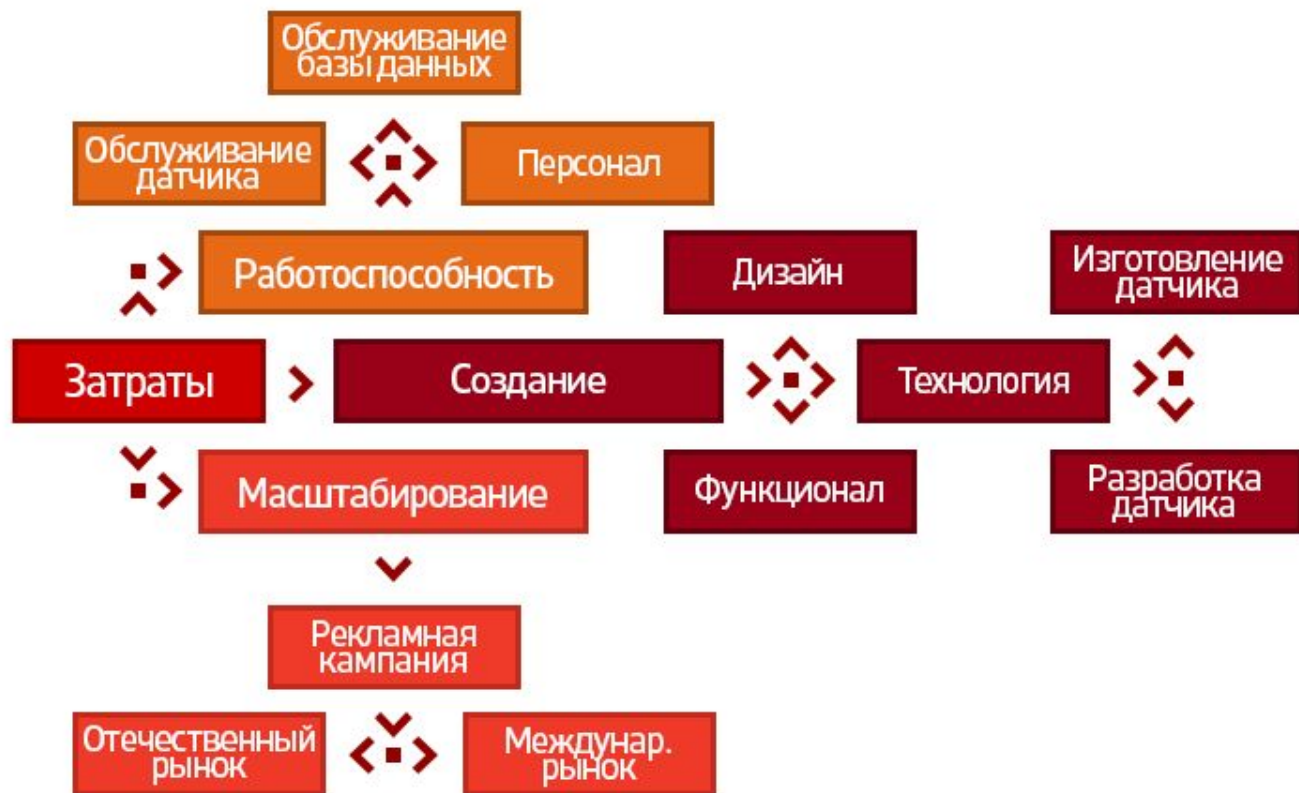 Обслуживание
базы данных
Обслуживание
датчика
Персонал
Работоспособность
Дизайн
Изготовление
датчика
Затраты
Создание
Технология
Масштабирование
Функционал
Разработка
датчика
Рекламная
кампания
Отечественный
рынок
Междунар.
рынок